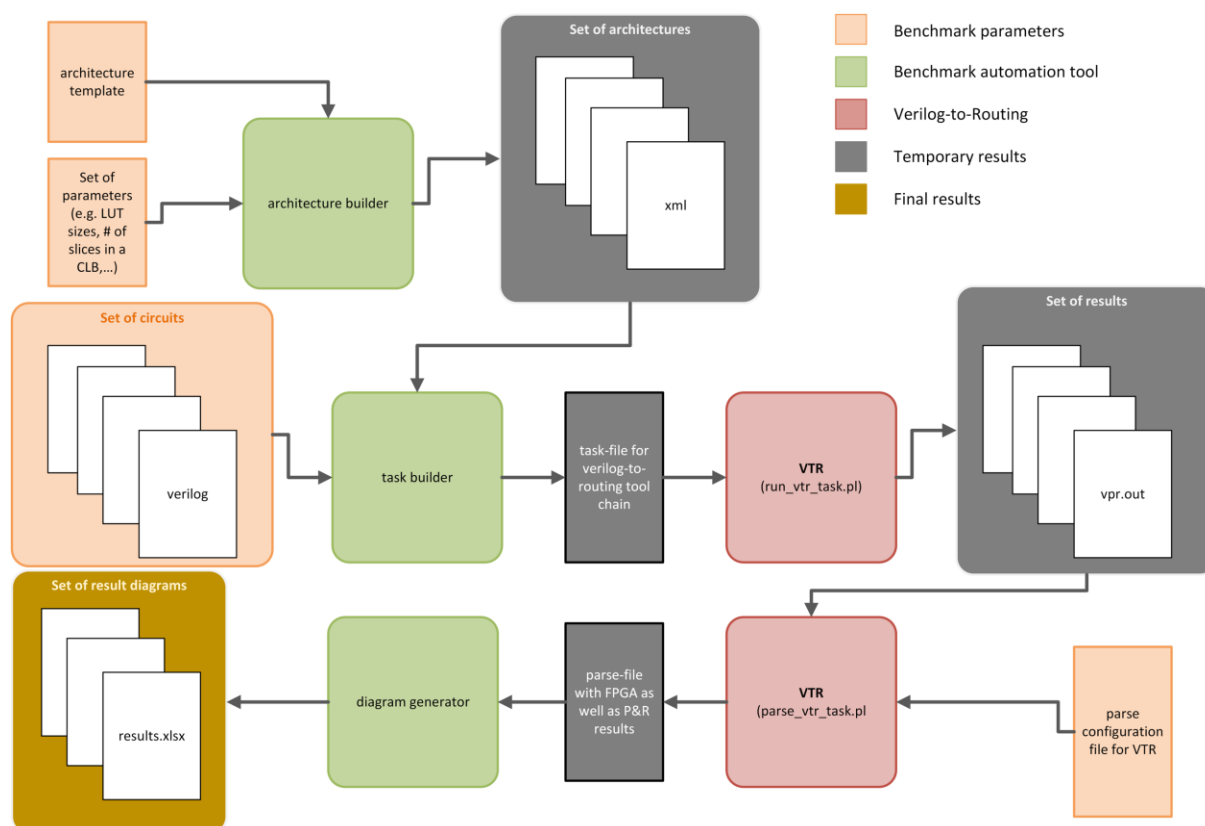 Set of architectures
Benchmark parameters
Benchmark automation tool
Verilog-to-Routing
Temporary results
Final results
architecture
template
Set of
parameters
(e.g. LUT
sizes, # of
slices in a
CLB,...)
architecture builder
xml
Set of circuits
verilog
task builder
task-file for
verilog-to-
routing tool
chain
VTR
(run_vtr_task.pl)
Set of results
vpr.out
Set of result diagrams
results.xlsx
diagram generator
parse-file
with FPGA as
well as P&R
results
VTR
(parse_vtr_task.pl
parse
configuration
file for VTR